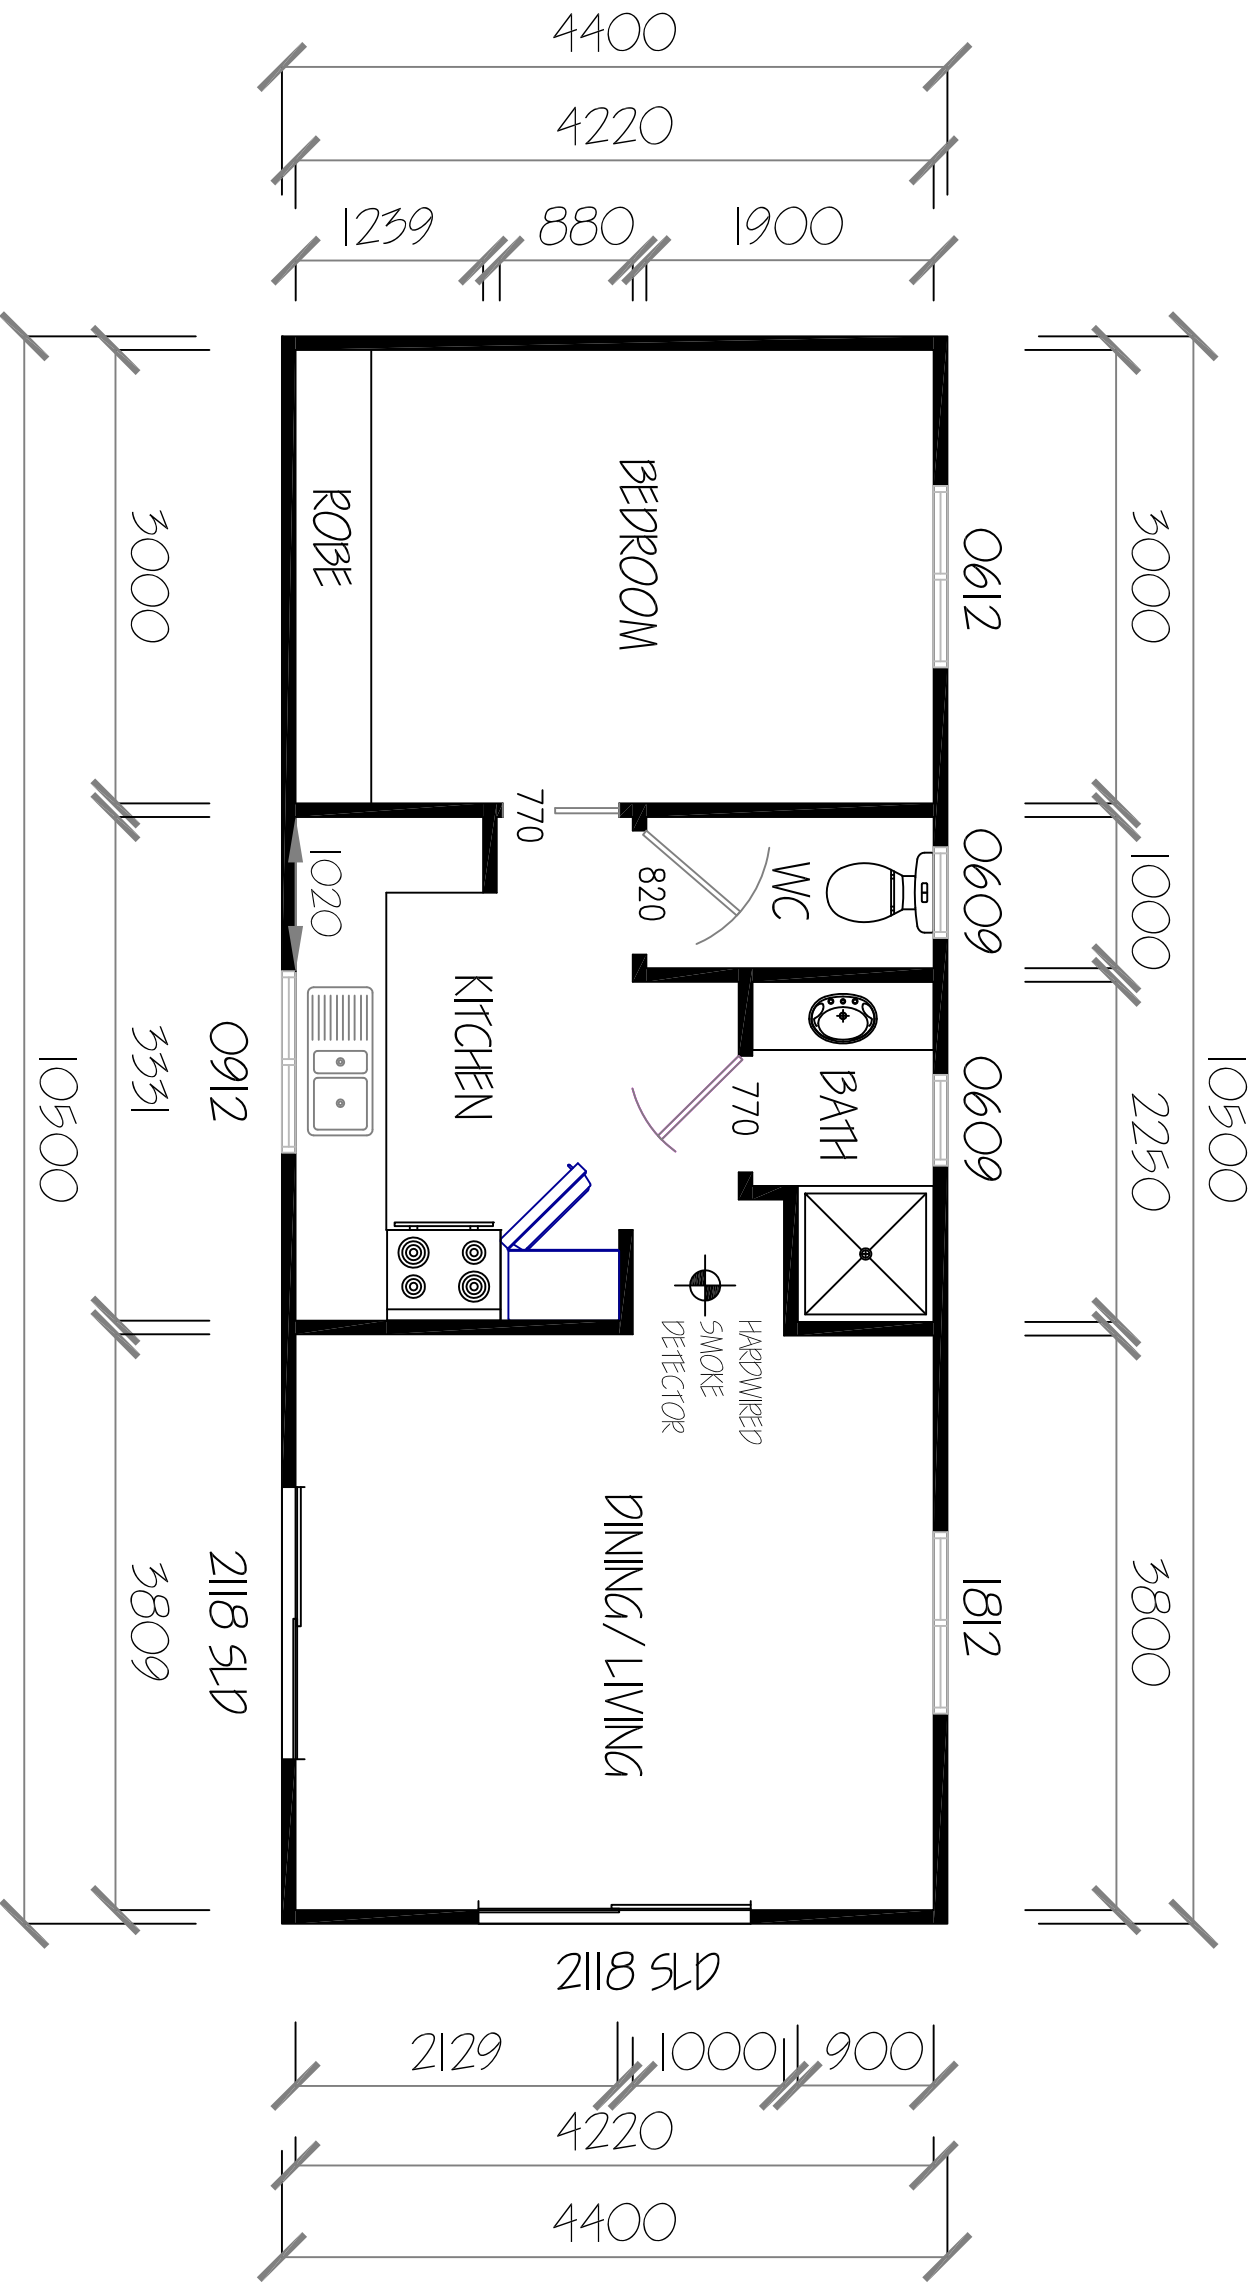 4400
4220
1239 880 1900
BEDROOM
ROBE
0612
3000
3000
770
820
WC
0609
1000
1020
KITCHEN
0912
3331
10500
770
BATH
0609
2250
10500
HARDWIRED
SMOKE
DETECTOR
DINING / LIVING
1812
3800
2118 SLD
3809
2118 SLD
2129 1000 900
4220
4400